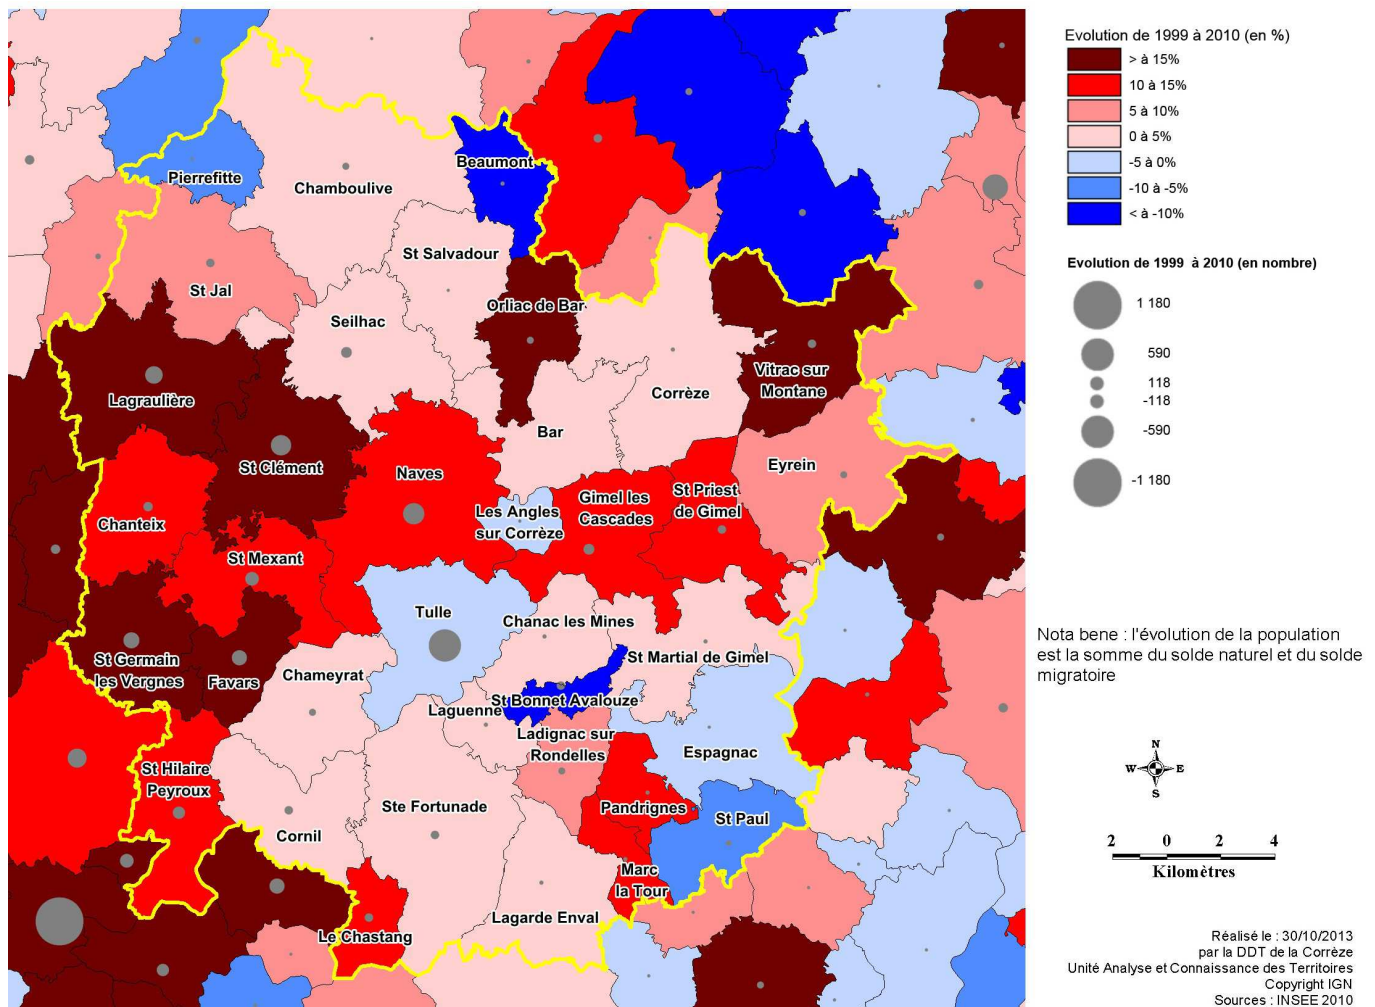 Evolution de 1999 à 2010 (en %)
> à 15%
10 à 15%
5 à 10%
0 à 5%
-5 à 0%
-10 à -5%
< à -10%
Evolution de 1999 à 2010 (en nombre)
1 180
590
118
-118
-590
-1 180
Nota bene : l'évolution de la population
est la somme du solde naturel et du solde
migratoire
N
W E
S
2 0 2 4
Kilomètres
Réalisé le : 30/10/2013
par la DDT de la Corrèze
Unité Analyse et Connaissance des Territoires
Copyright IGN
Sources : INSEE 2010
Beaumont
Pierrefitte
Chamboulive
St Salvadour
St Jal
Orliac de Bar
Seilhac
Vitrac sur
Montane
Lagraulière
Corrèze
Bar
St Clément
Naves
Eyrein
Gimel les
Cascades
St Priest
de Gimel
Les Angles
sur Corrèze
Chanteix
St Mexant
Tulle
Chanac les Mines
St Germain
les Vergnes
Favars
Chameyrat
St Martial de Gimel
Laguenne
St Bonnet Avalouze
Ladignac sur
Rondelles
Espagnac
St Hilaire
Peyroux
Ste Fortunade
Pandrignes
St Paul
Cornil
Marc
la Tour
Lagarde Enval
Le Chastang